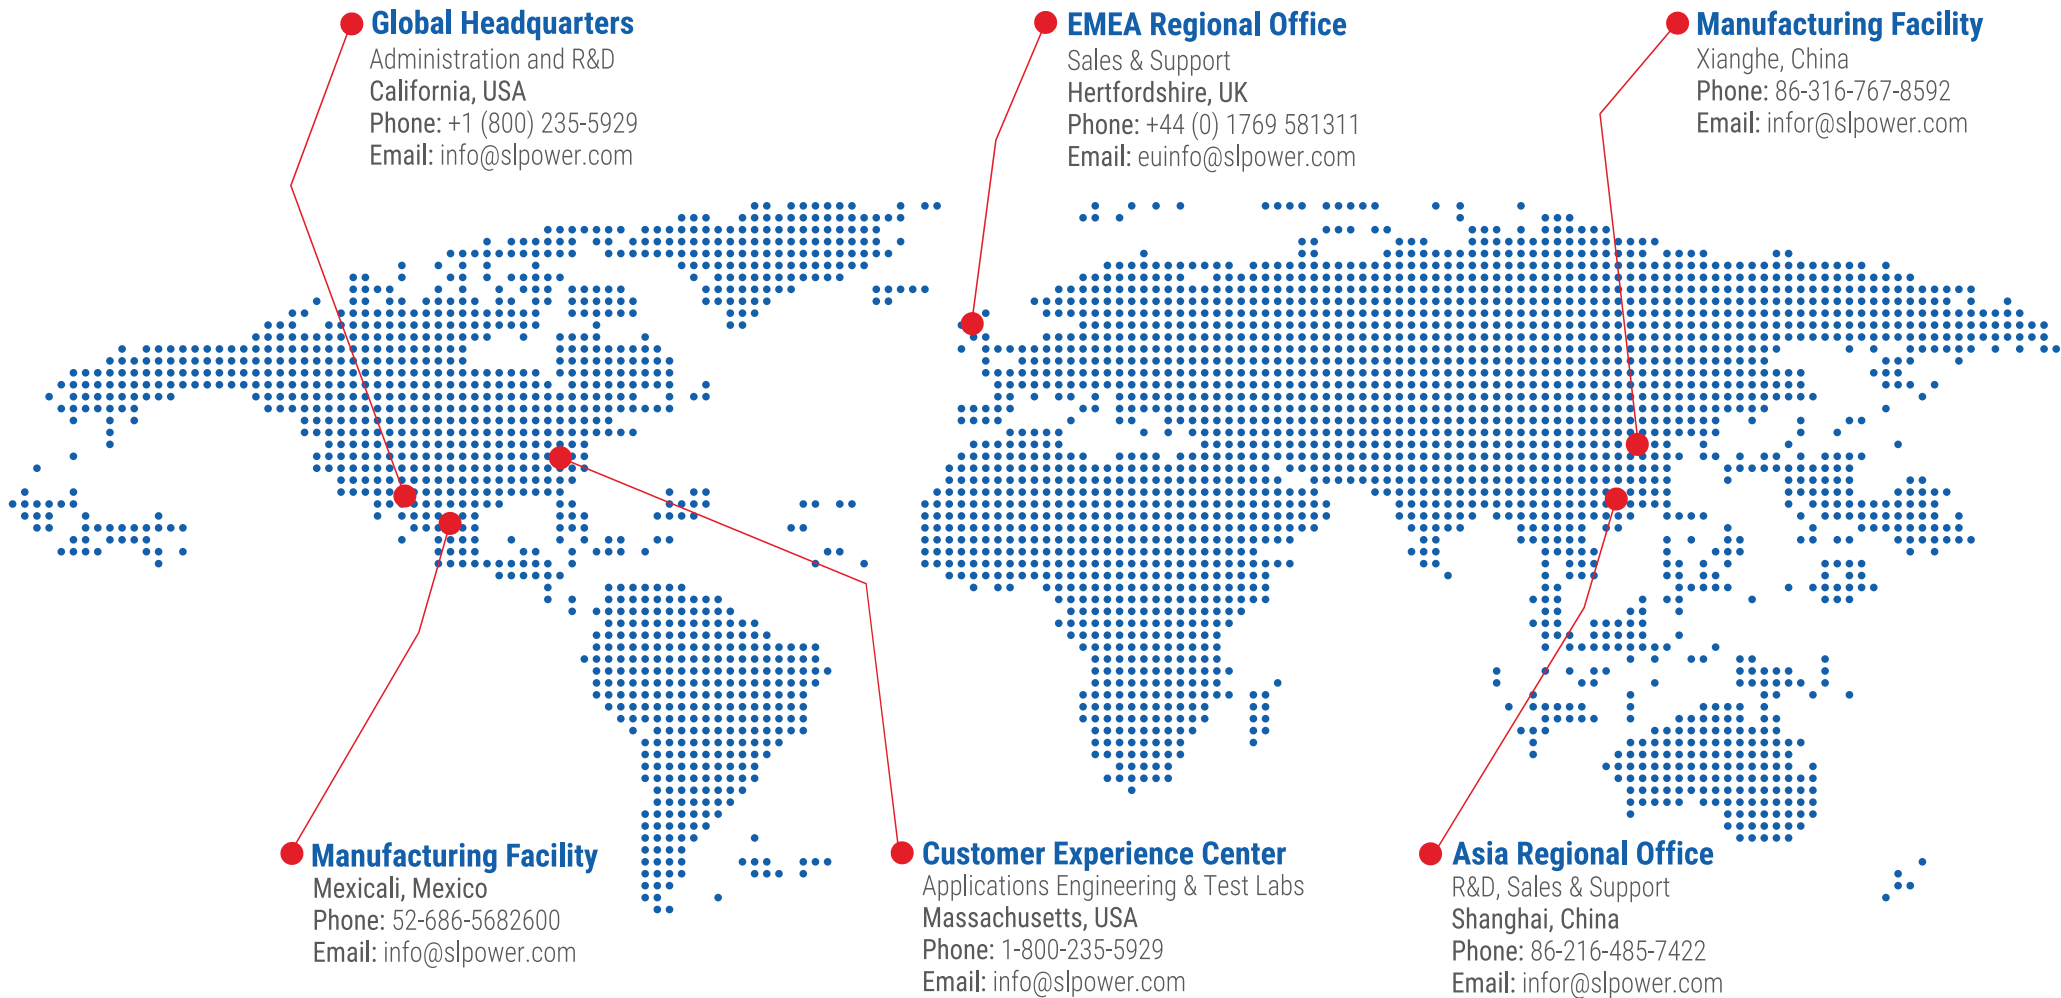 Global Headquarters
Administration and R&D
California, USA
Phone: +1 (800) 235-5929
Email: info@slpower.com
EMEA Regional Office
Sales & Support
Hertfordshire, UK
Phone: +44 (0) 1769 581311
Email: euinfo@slpower.com
Manufacturing Facility
Xianghe, China
Phone: 86-316-767-8592
Email: infor@slpower.com
Manufacturing Facility
Mexicali, Mexico
Phone: 52-686-5682600
Email: info@slpower.com
Customer Experience Center
Applications Engineering & Test Labs
Massachusetts, USA
Phone: 1-800-235-5929
Email: info@slpower.com
Asia Regional Office
R&D, Sales & Support
Shanghai, China
Phone: 86-216-485-7422
Email: infor@slpower.com